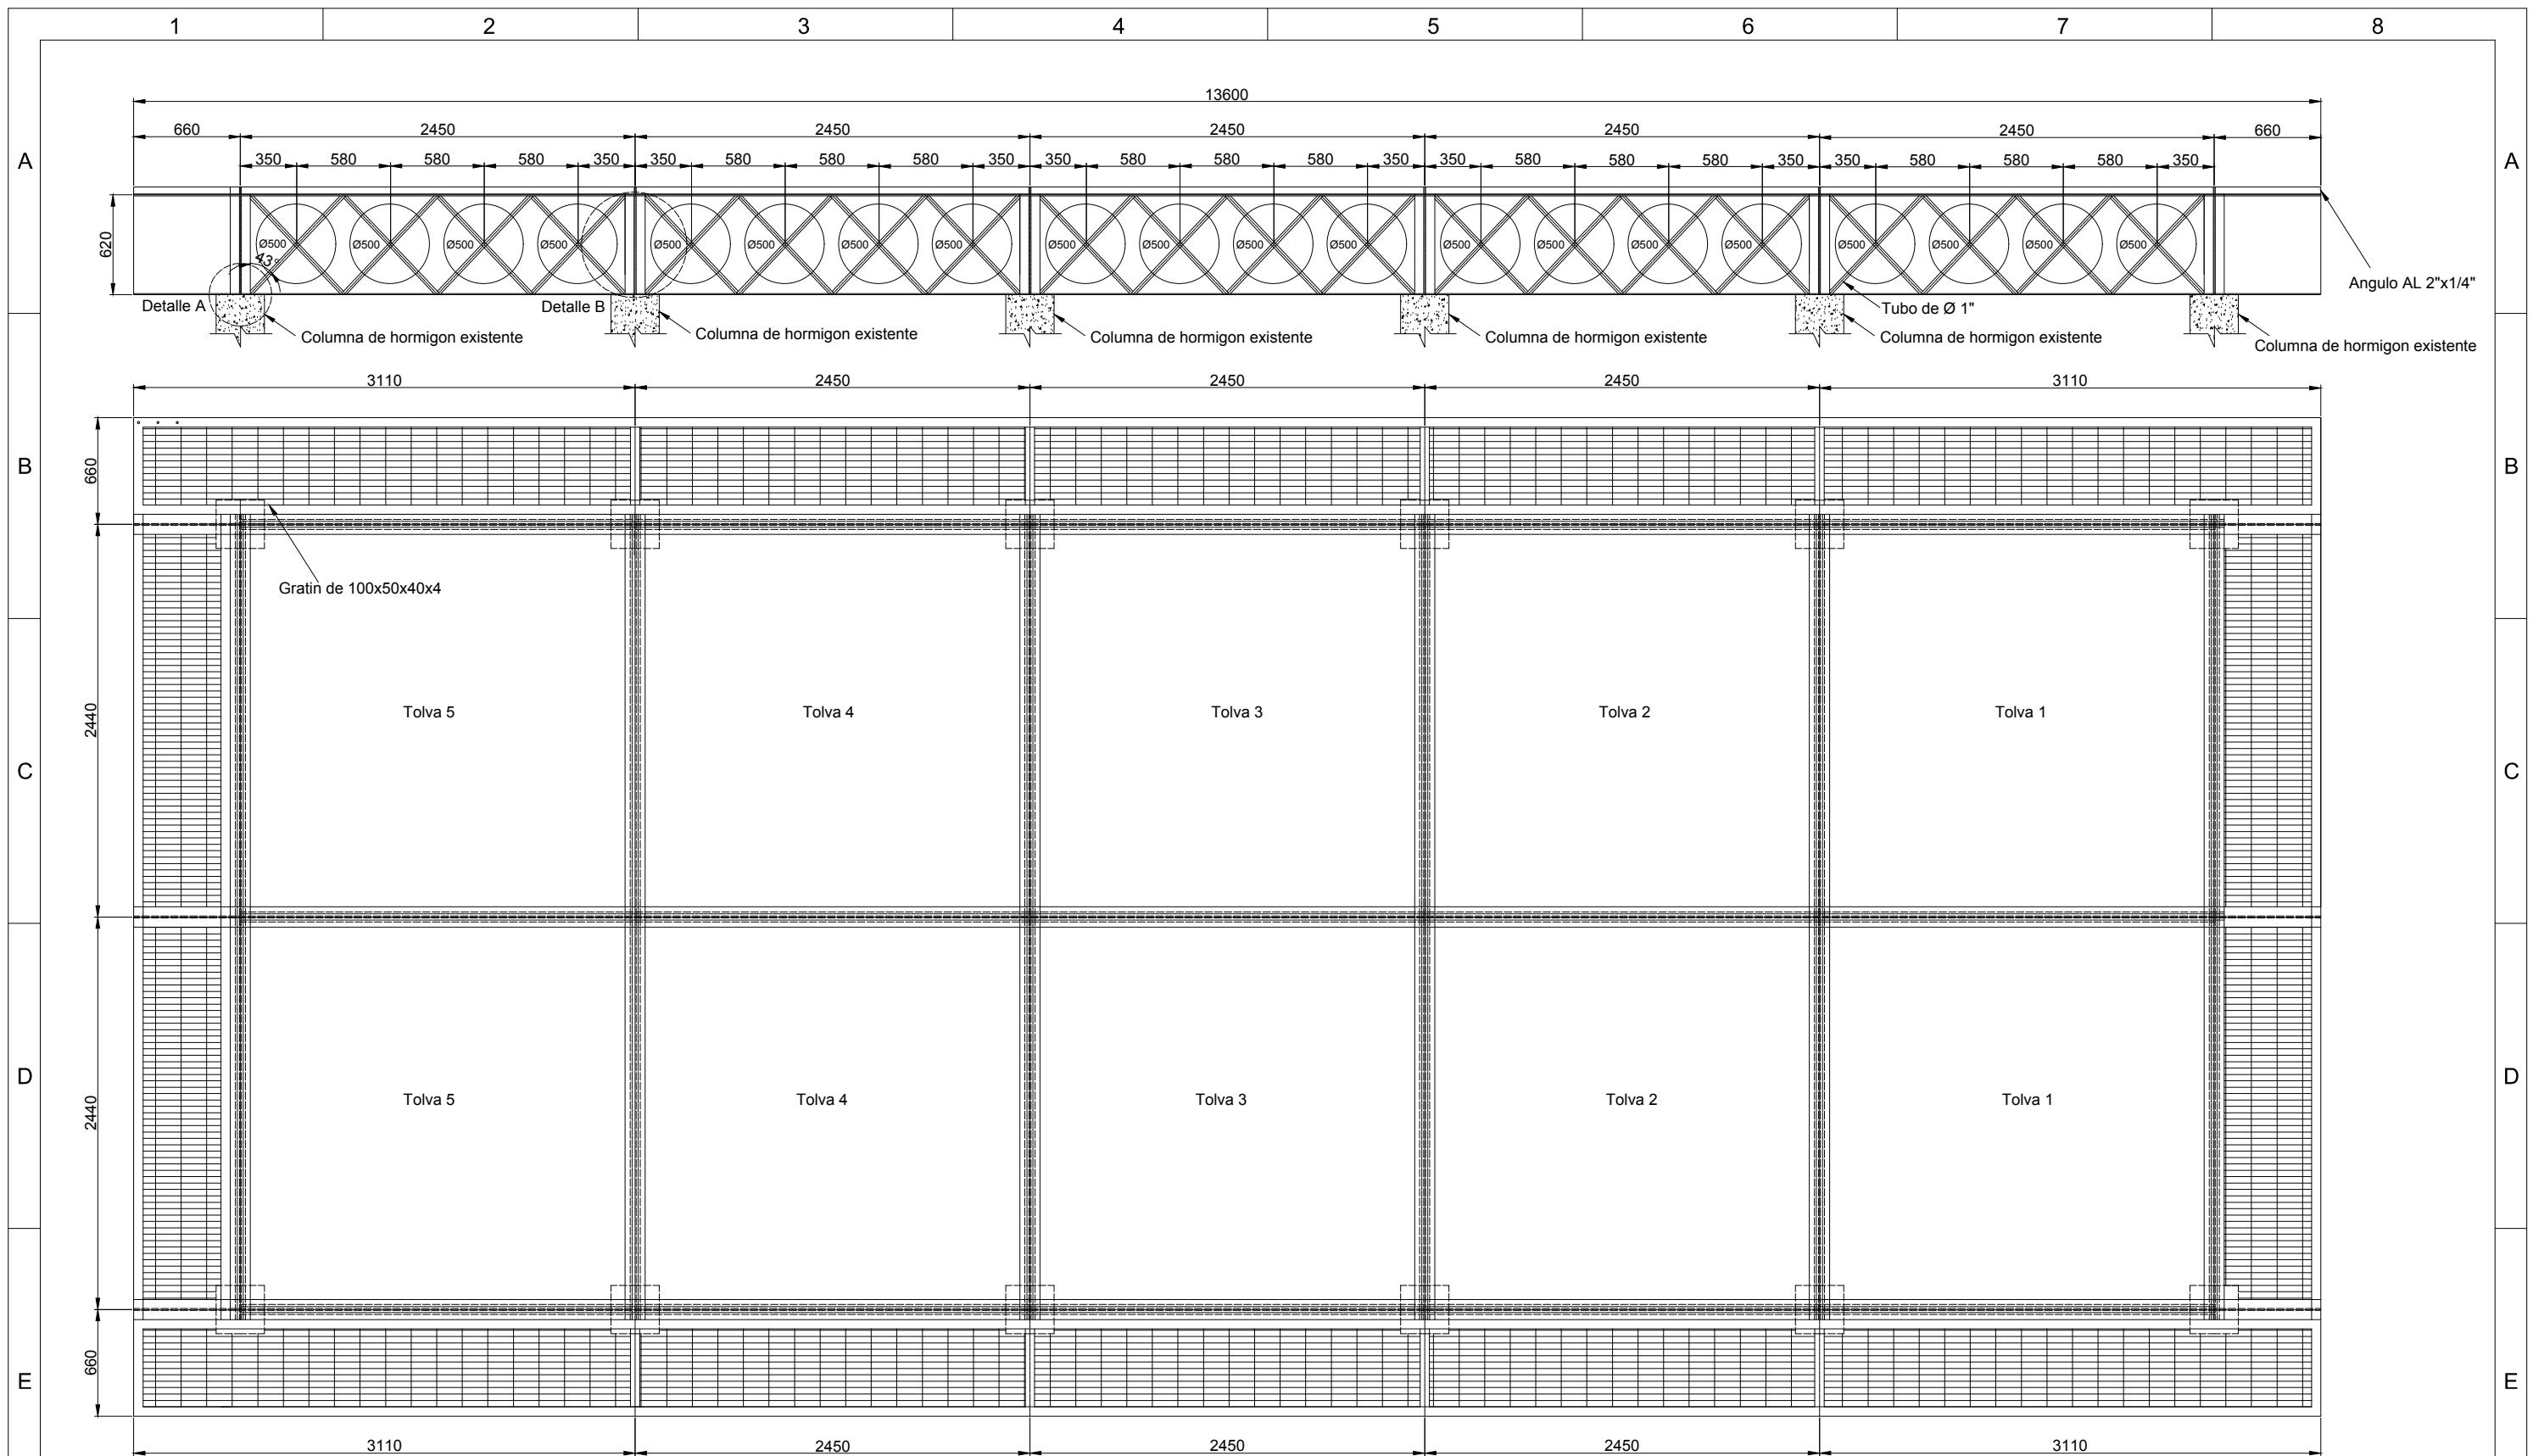 1 2 3 4 5 6 7 8
13600
660 2450 2450 2450 2450 2450 660
A 350 580 580 580 350 350 580 580 580 350 350 580 580 580 350 350 580 580 580 350 350 580 580 580 350 A
620 Ø500 Ø500 Ø500 Ø500 Ø500 Ø500 Ø500 Ø500 Ø500 Ø500 Ø500 Ø500 Ø500 Ø500 Ø500 Ø500 Ø500 Ø500 Ø500 Ø500
43°
Angulo AL 2"x1/4"
Detalle A Detalle B Tubo de Ø 1"
Columna de hormigon existente Columna de hormigon existente Columna de hormigon existente Columna de hormigon existente Columna de hormigon existente Columna de hormigon existente
3110 2450 2450 2450 3110
B 660 B
Gratin de 100x50x40x4
2440 Tolva 5 Tolva 4 Tolva 3 Tolva 2 Tolva 1
C C
D 2440 Tolva 5 Tolva 4 Tolva 3 Tolva 2 Tolva 1 D
E 660 E
3110 2450 2450 2450 3110